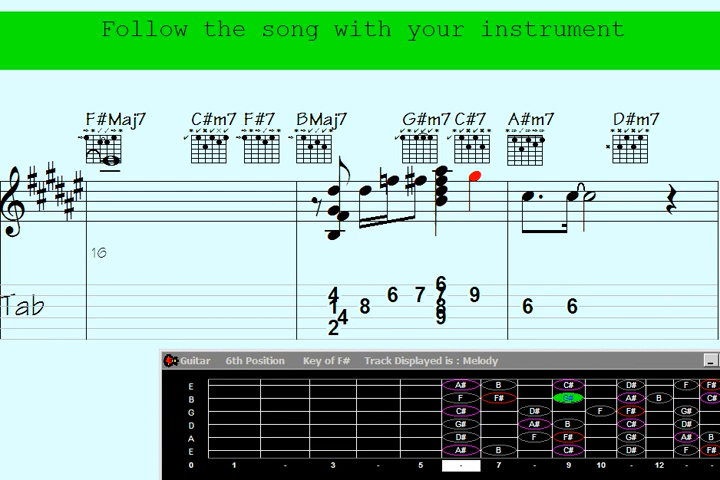 Follow the song with your instrument
F#Maj7 C#m7 F#7 BMaj7 G#m7 C#7 A#m7 D#m7
16
Tab
4 1 4 2 8 6 7 6 7 8 9 9 6 6
Guitar 6th Position Key of F# Track Displayed is : Melody
E A# B C# D# F F#
B F F# G# A# B C#
G C# D# F F# G#
D G# A# B C# D#
A D# F F# G# A# B
E A# B C# D# F F#
0 1 - 3 - 5 - 7 - 9 10 - 12 - -